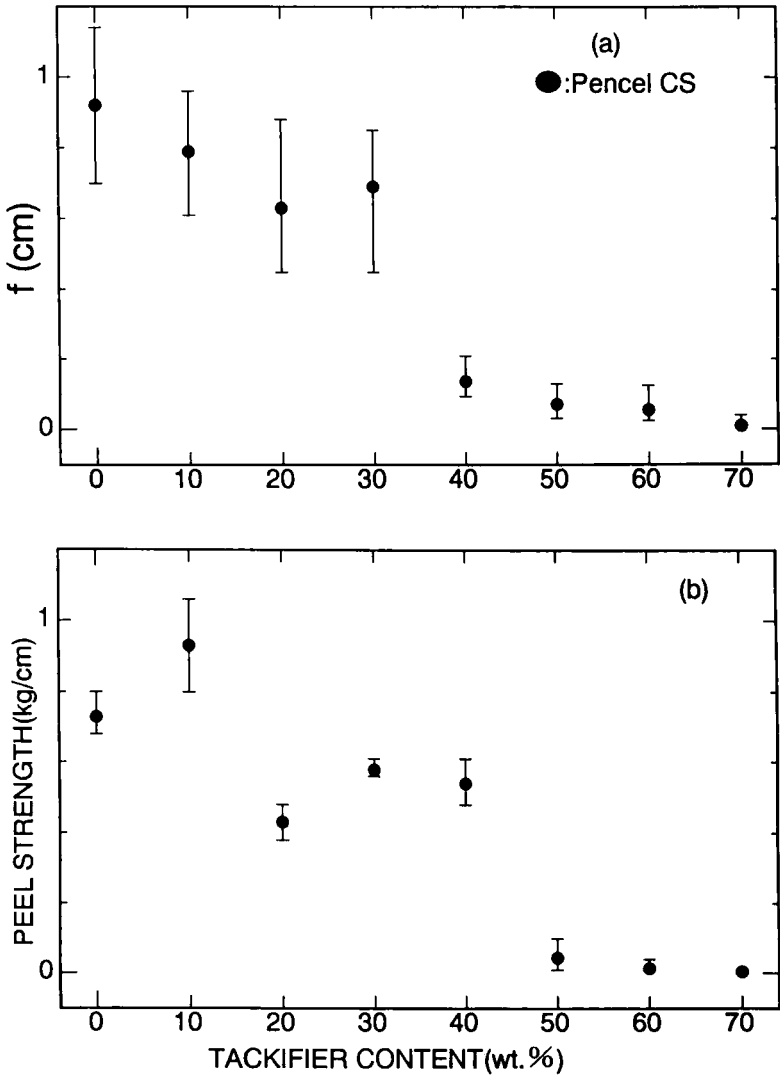 (a)
●:Pencel CS
1
f (cm)
0
0 10 20 30 40 50 60 70
(b)
1
PEEL STRENGTH(kg/cm)
0
0 10 20 30 40 50 60 70
TACKIFIER CONTENT(wt.%)